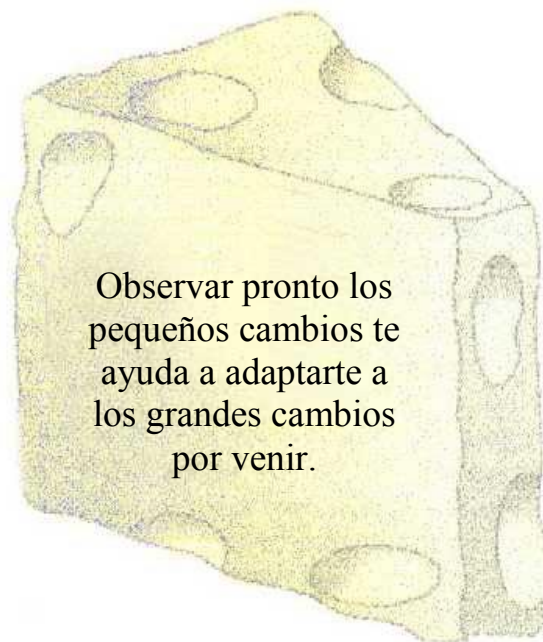 Observar pronto los
pequeños cambios te
ayuda a adaptarte a
los grandes cambios
por venir.